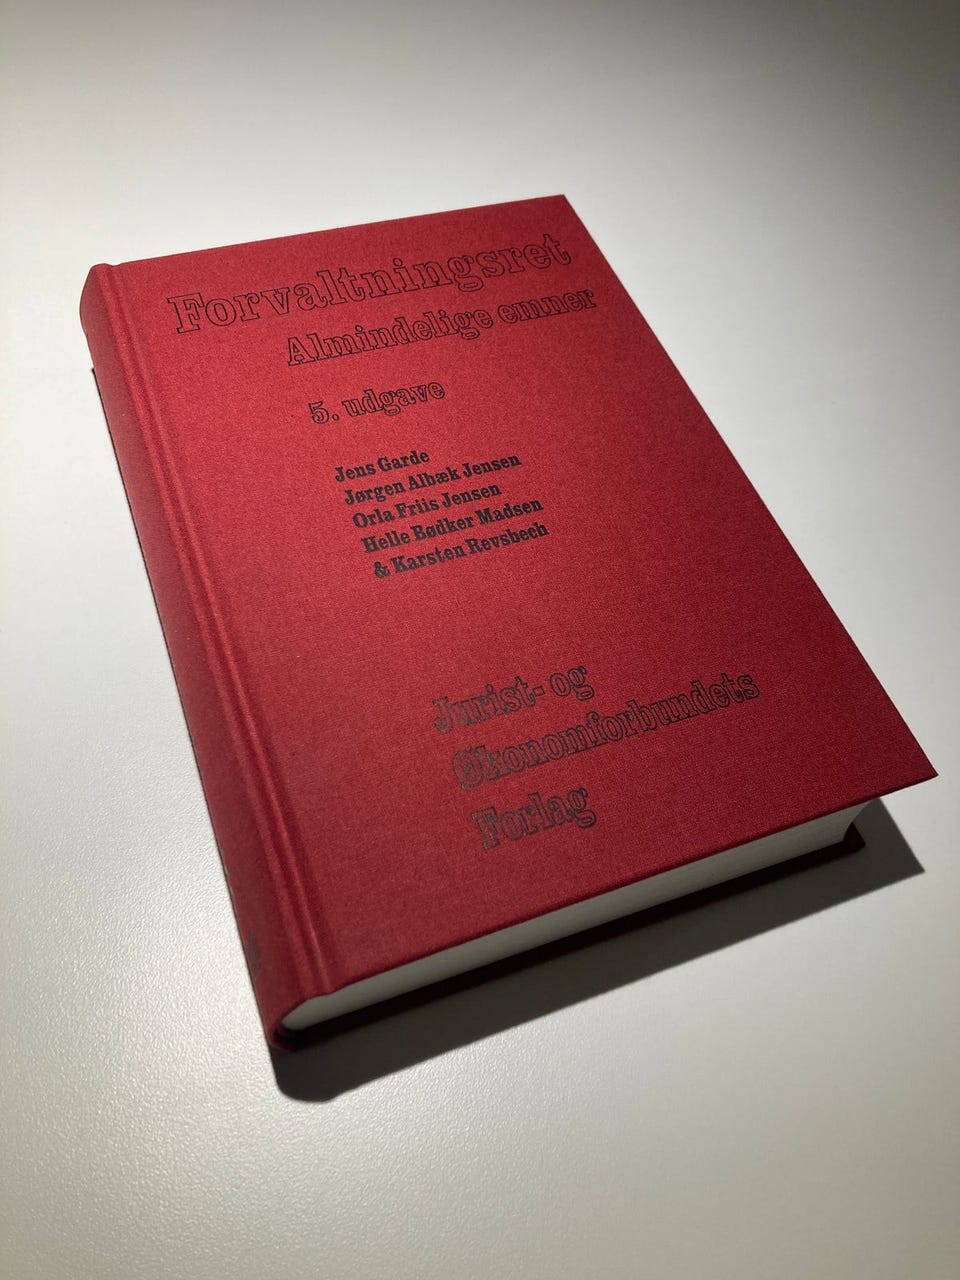 Forvaltningsret
Almindelige emner
5. udgave
Jens Garde
Jørgen Albæk Jensen
Orla Friis Jensen
Helle Bødker Madsen
& Karsten Revsbech
Jurist- og
Økonomforbundets
Forlag